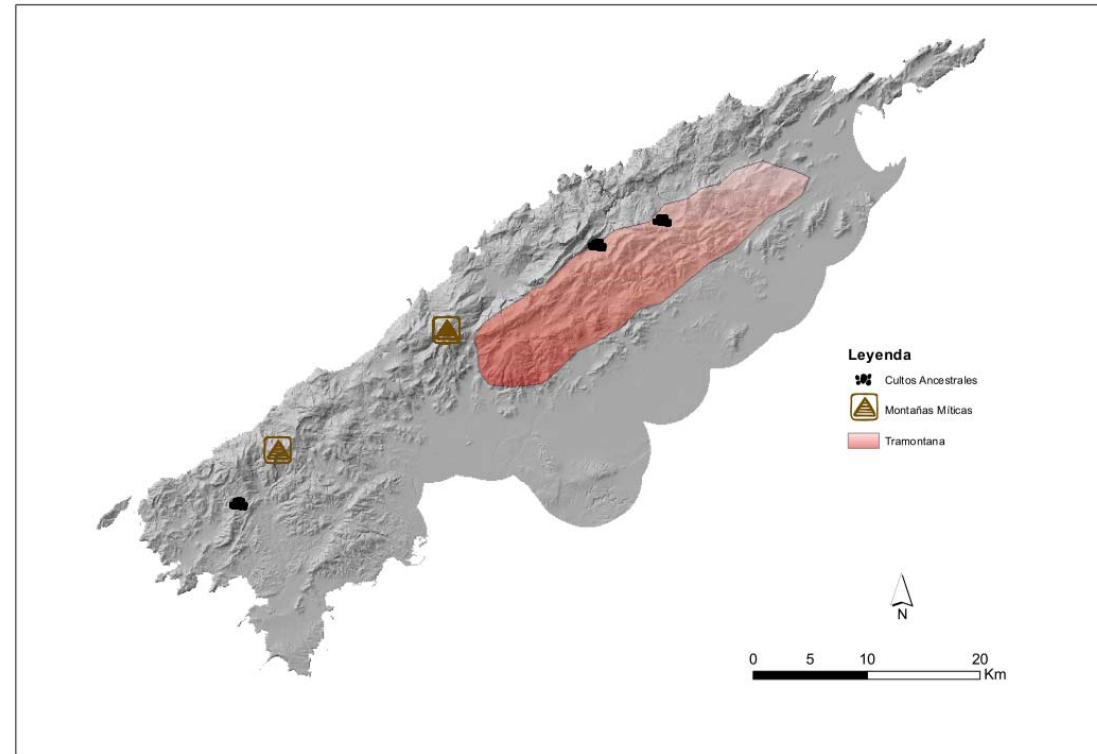 Leyenda
Cultos Ancestrales
Montañas Míticas
Tramontana
N
0 5 10 20
Km